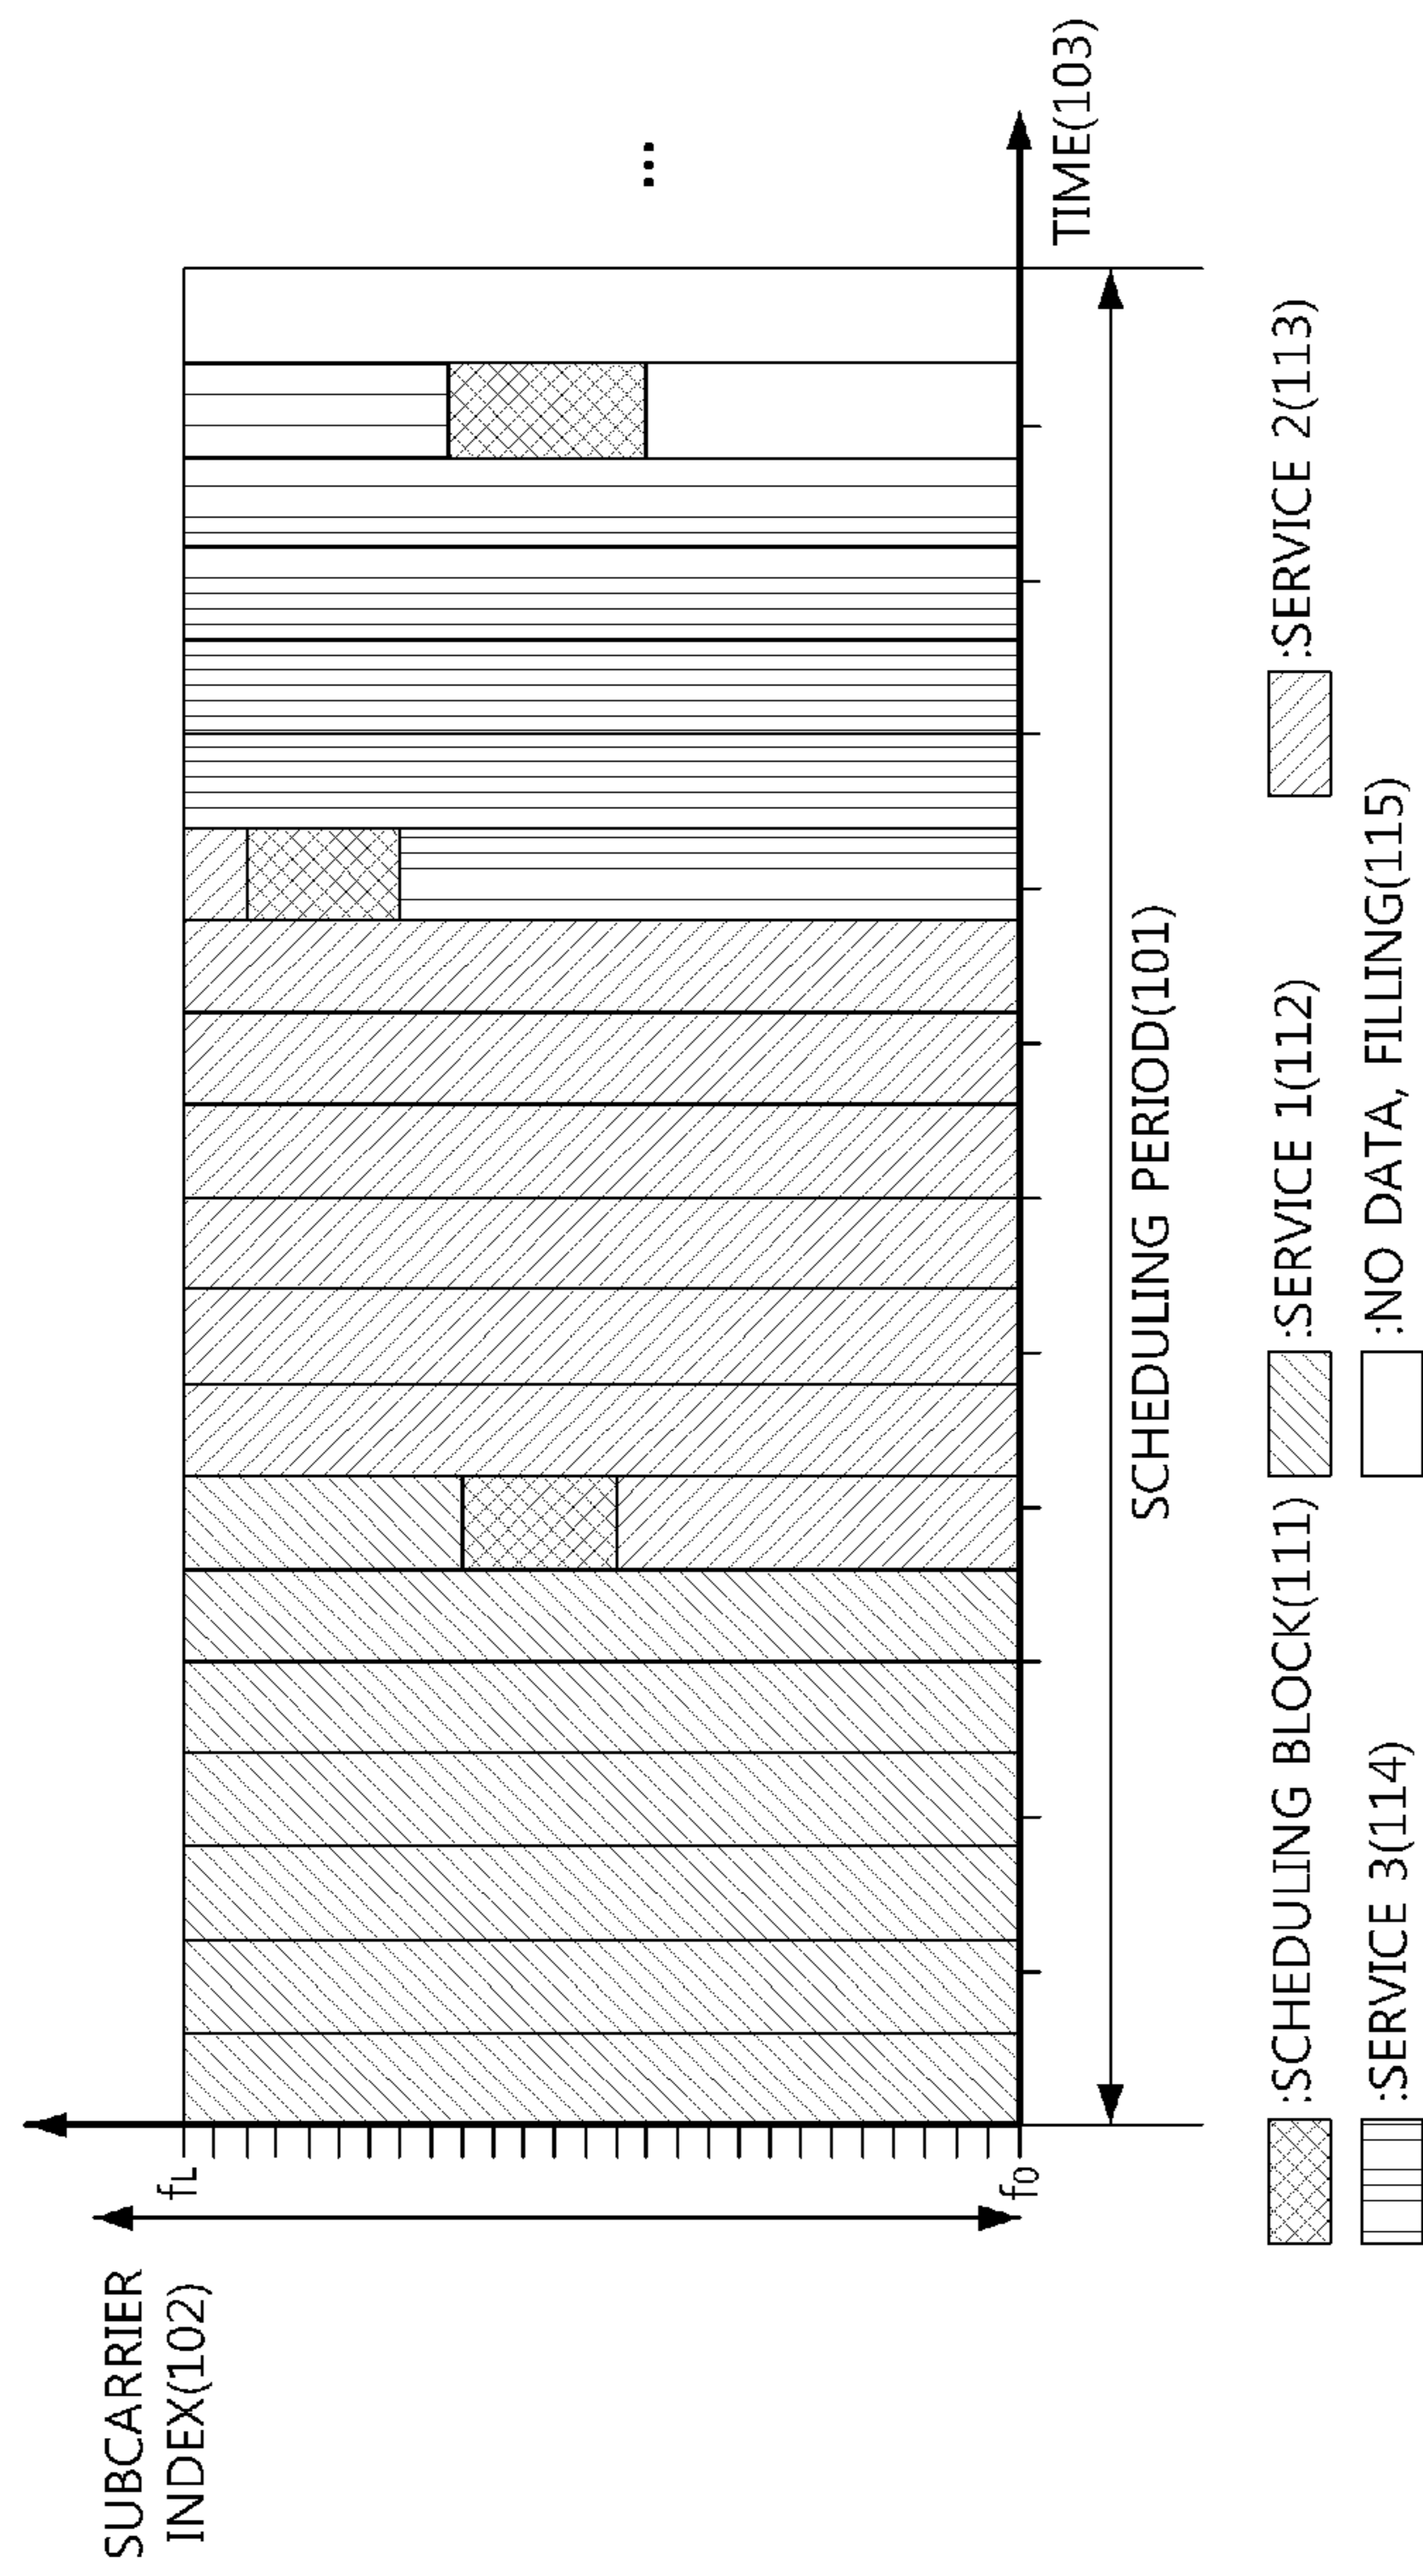 SUBCARRIER
INDEX(102)
fL
f0
...
TIME(103)
SCHEDULING PERIOD(101)
:SCHEDULING BLOCK(111)
:SERVICE 1(112)
:SERVICE 2(113)
:SERVICE 3(114)
:NO DATA, FILLING(115)